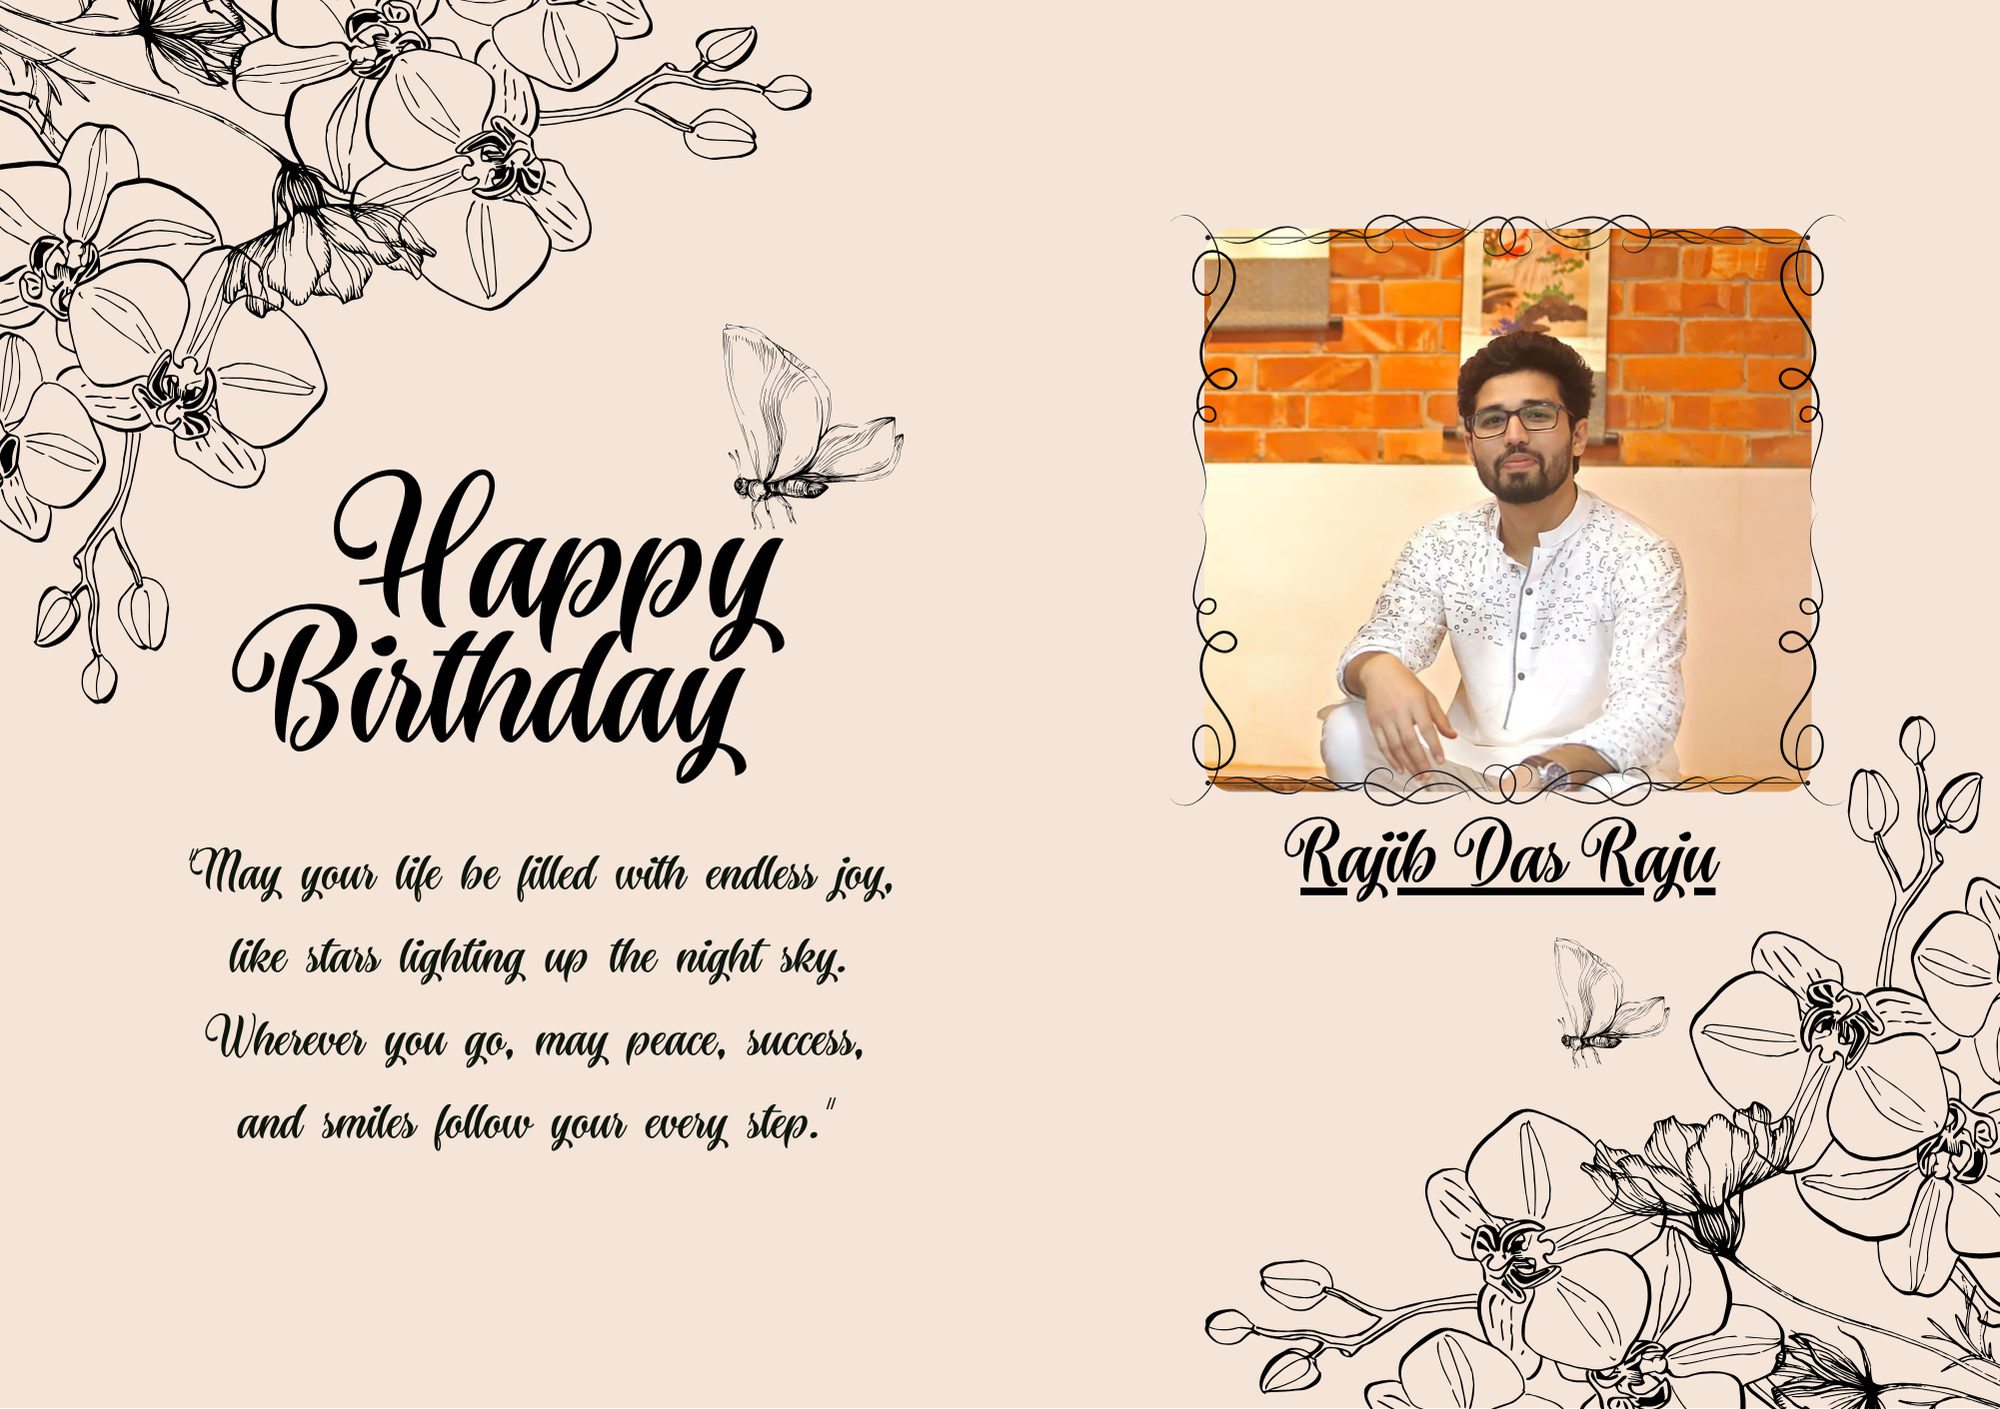 Happy
Birthday
"May your life be filled with endless joy,
like stars lighting up the night sky.
Wherever you go, may peace, success,
and smiles follow your every step."
Rajib Das Raju